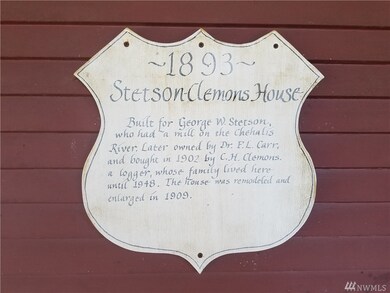 ~1893~
Stetson-Clemons House
Built for George W. Stetson,
who had a mill on the Chehalis
River. Later owned by Dr. F.L. Carr,
and bought in 1902 by C.H. Clemons.
a logger, whose family lived here
until 1948. The house was remodeled and
enlarged in 1909.
NWMLS